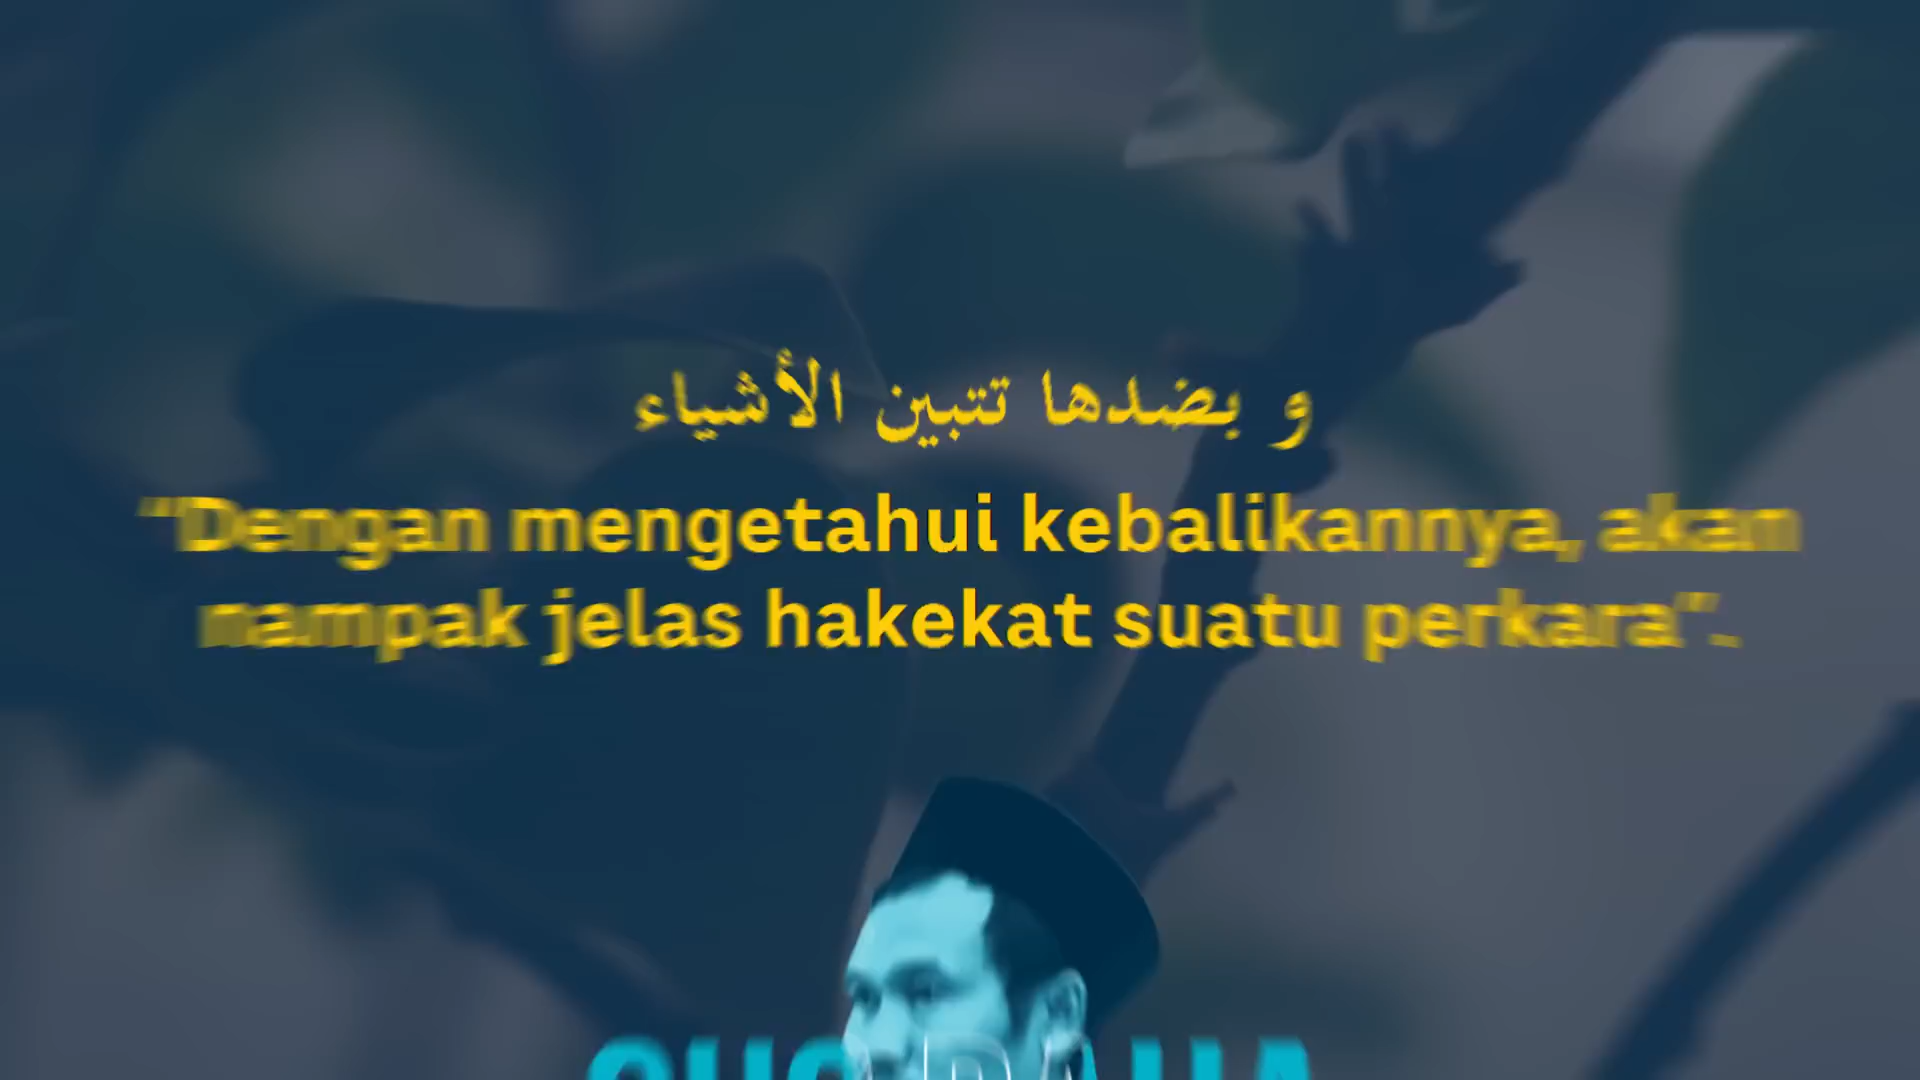 و بضدها تتبين الأشياء
“Dengan mengetahui kebalikannya, akan
nampak jelas hakekat suatu perkara”.